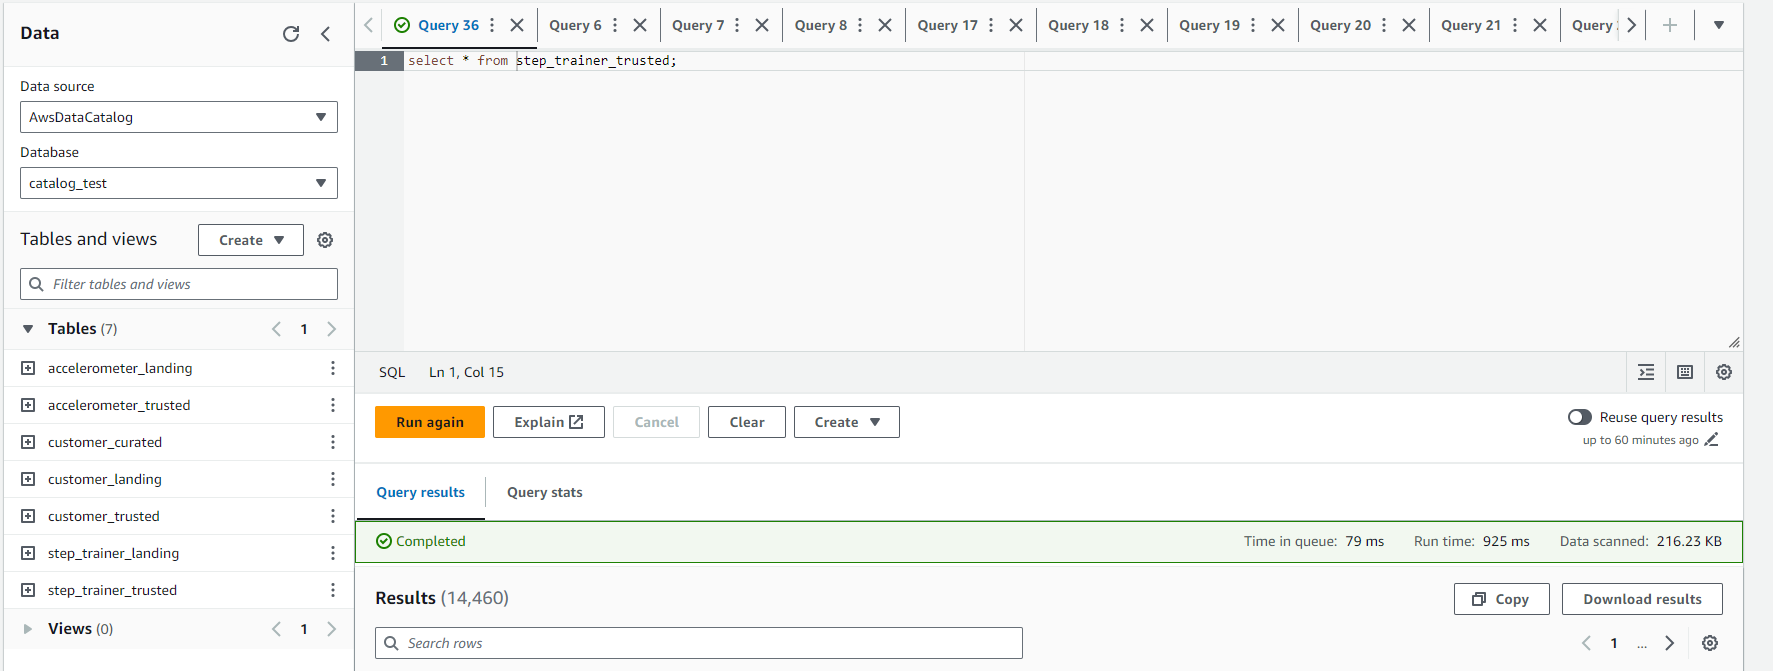 Data
Data source
AwsDataCatalog
Database
catalog_test
Tables and views
Create
Filter tables and views
Tables (7)
1
accelerometer_landing
accelerometer_trusted
customer_curated
customer_landing
customer_trusted
step_trainer_landing
step_trainer_trusted
Views (0)
1
Query 36
Query 6
Query 7
Query 8
Query 17
Query 18
Query 19
Query 20
Query 21
Query
1 select * from step_trainer_trusted;
SQL Ln 1, Col 15
Run again
Explain
Cancel
Clear
Create
Reuse query results
up to 60 minutes ago
Query results
Query stats
Completed
Time in queue: 79 ms Run time: 925 ms Data scanned: 216.23 KB
Results (14,460)
Copy
Download results
Search rows
1 ...